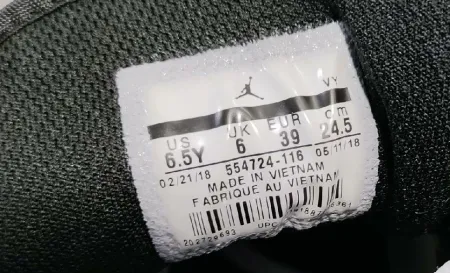 VY
US UK EUR cm
6.5Y 6 39 24.5
02/21/18 554724-116 05/11/18
MADE IN VIETNAM
FABRIQUE AU VIETNAM
UPC